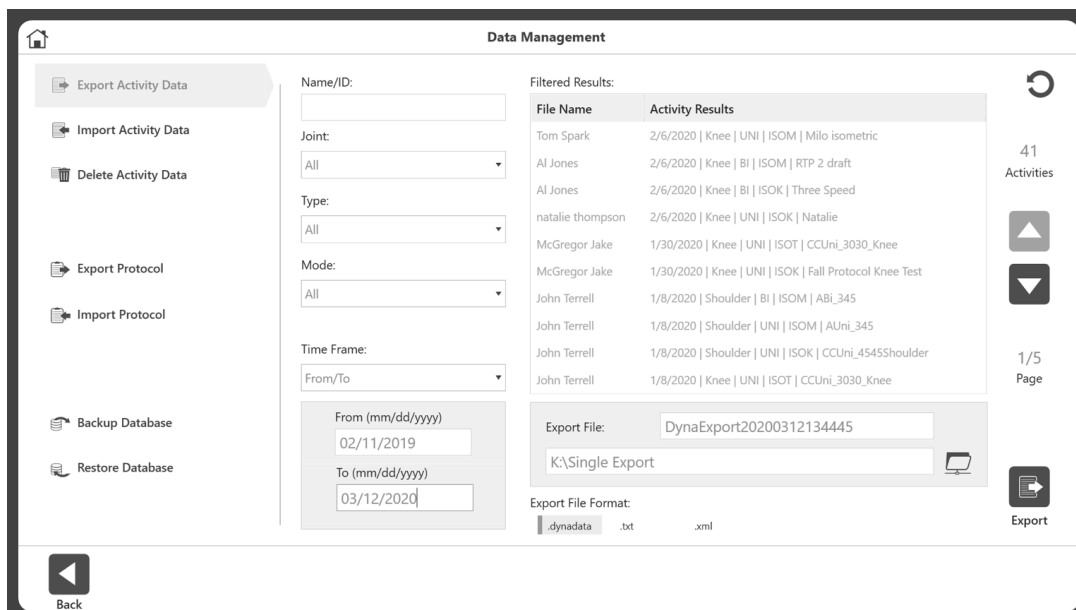 Data Management
Export Activity Data
Import Activity Data
Delete Activity Data
Export Protocol
Import Protocol
Backup Database
Restore Database
Name/ID:
Joint:
All
Type:
All
Mode:
All
Time Frame:
From/To
From (mm/dd/yyyy)
02/11/2019
To (mm/dd/yyyy)
03/12/2020
Filtered Results:
File Name Activity Results
Tom Spark 2/6/2020 | Knee | UNI | ISOM | Milo isometric
Al Jones 2/6/2020 | Knee | BI | ISOM | RTP 2 draft
Al Jones 2/6/2020 | Knee | BI | ISOK | Three Speed
natalie thompson 2/6/2020 | Knee | UNI | ISOK | Natalie
McGregor Jake 1/30/2020 | Knee | UNI | ISOT | CCUni_3030_Knee
McGregor Jake 1/30/2020 | Knee | UNI | ISOK | Fall Protocol Knee Test
John Terrell 1/8/2020 | Shoulder | BI | ISOM | ABi_345
John Terrell 1/8/2020 | Shoulder | UNI | ISOM | AUni_345
John Terrell 1/8/2020 | Shoulder | UNI | ISOK | CCUni_4545Shoulder
John Terrell 1/8/2020 | Knee | UNI | ISOT | CCUni_3030_Knee
Export File: DynaExport20200312134445
K:\Single Export
Export File Format:
.dynadata .txt .xml
41
Activities
1/5
Page
Export
Back